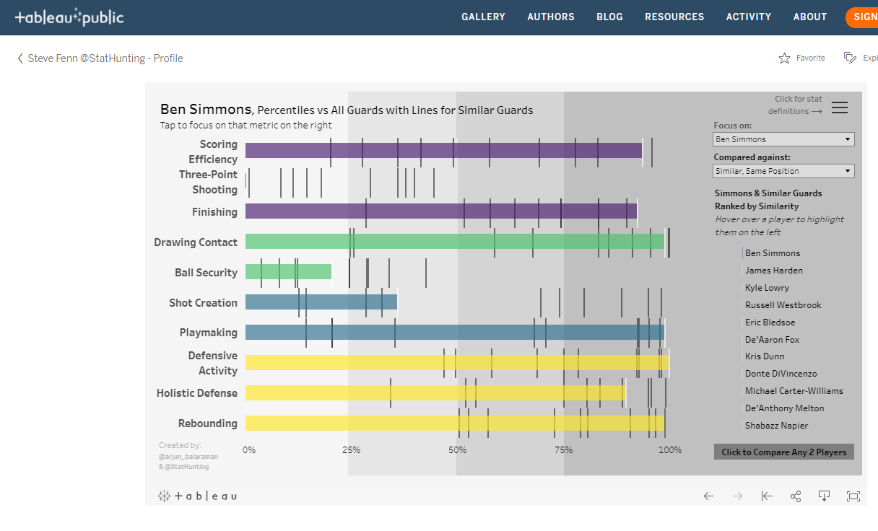 +ableau public
GALLERY AUTHORS BLOG RESOURCES ACTIVITY ABOUT SIGN
Steve Fenn @StatHunting - Profile
Favorite
Ben Simmons, Percentiles vs All Guards with Lines for Similar Guards
Tap to focus on that metric on the right
Click for stat
definitions →
Focus on:
Ben Simmons
Compared against:
Similar, Same Position
Simmons & Similar Guards
Ranked by Similarity
Hover over a player to highlight
them on the left
Ben Simmons
James Harden
Kyle Lowry
Russell Westbrook
Eric Bledsoe
De'Aaron Fox
Kris Dunn
Donte DiVincenzo
Michael Carter-Williams
De'Anthony Melton
Shabazz Napier
Click to Compare Any 2 Players
Scoring
Efficiency
Three-Point
Shooting
Finishing
Drawing Contact
Ball Security
Shot Creation
Playmaking
Defensive
Activity
Holistic Defense
Rebounding
0% 25% 50% 75% 100%
Created by:
@arjun_balaraman
& @StatHunting
+ableau